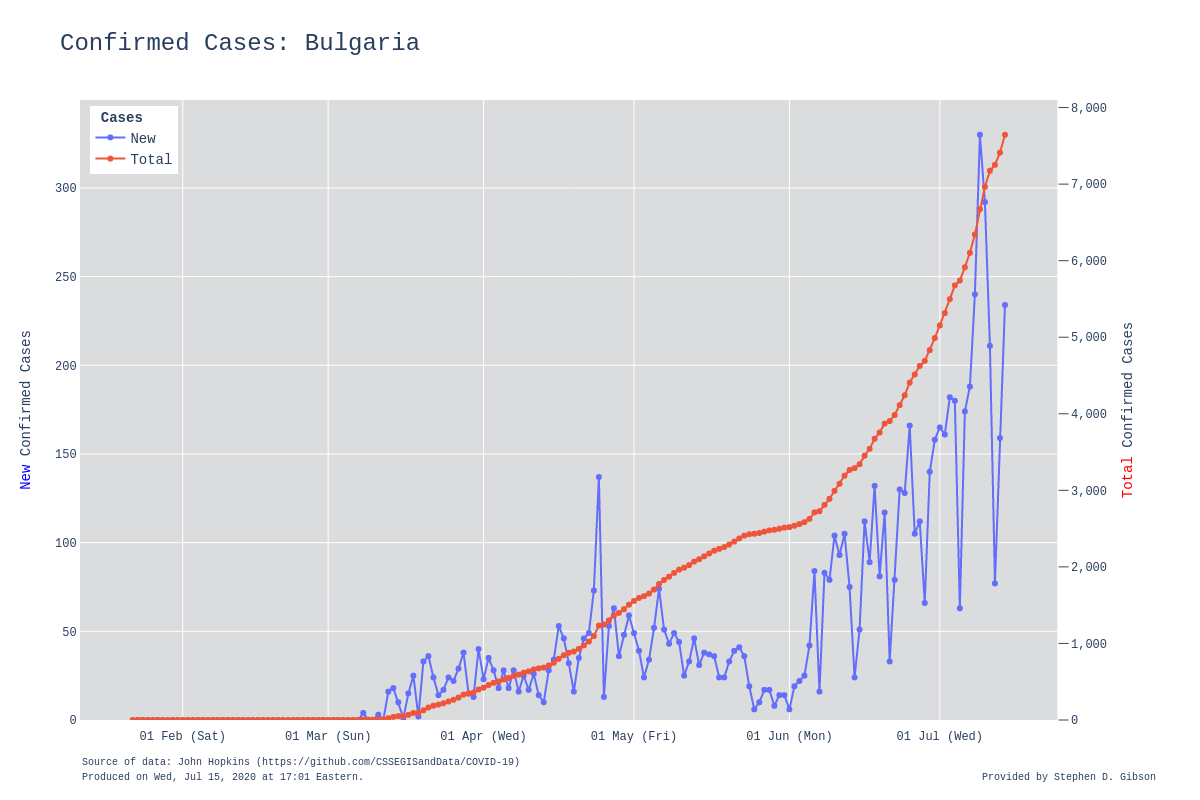 Confirmed Cases: Bulgaria
Cases
New
Total
300
250
200
150
100
50
0
8,000
7,000
6,000
5,000
4,000
3,000
2,000
1,000
0
New Confirmed Cases
Total Confirmed Cases
01 Feb (Sat)
01 Mar (Sun)
01 Apr (Wed)
01 May (Fri)
01 Jun (Mon)
01 Jul (Wed)
Source of data: John Hopkins (https://github.com/CSSEGISandData/COVID-19)
Produced on Wed, Jul 15, 2020 at 17:01 Eastern.
Provided by Stephen D. Gibson